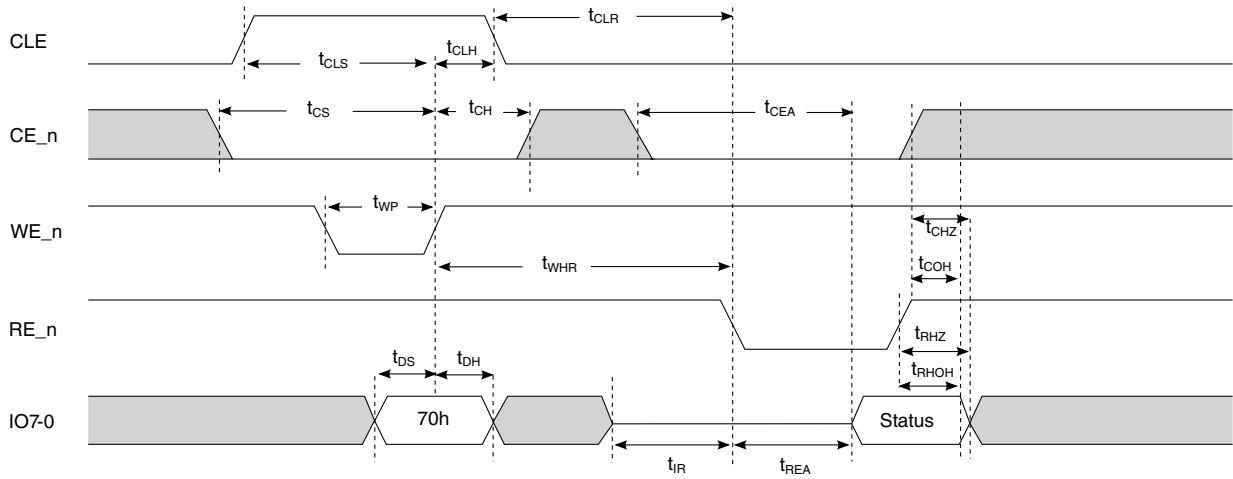 CLE
tCLR
tCLS
tCLH
CE_n
tCS
tCH
tCEA
WE_n
tWP
tCHZ
tWHR
tCOH
RE_n
tRHZ
tDS
tDH
tRHOH
IO7-0
70h
Status
tIR
tREA